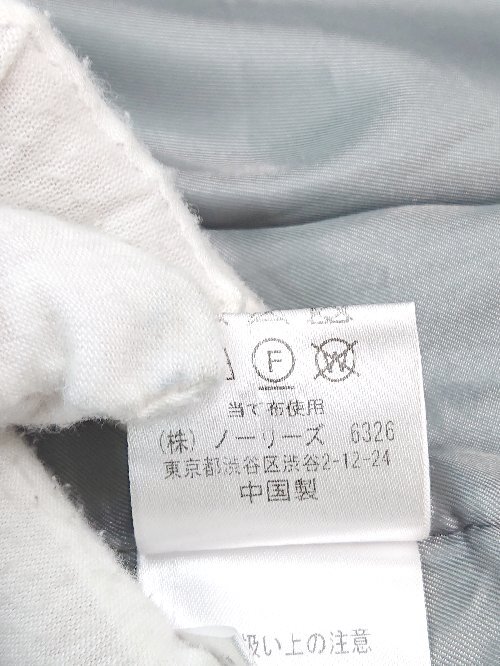 F W
当て布使用
(株) ノーリーズ 6326
東京都渋谷区渋谷2-12-24
中国製
扱い上の注意